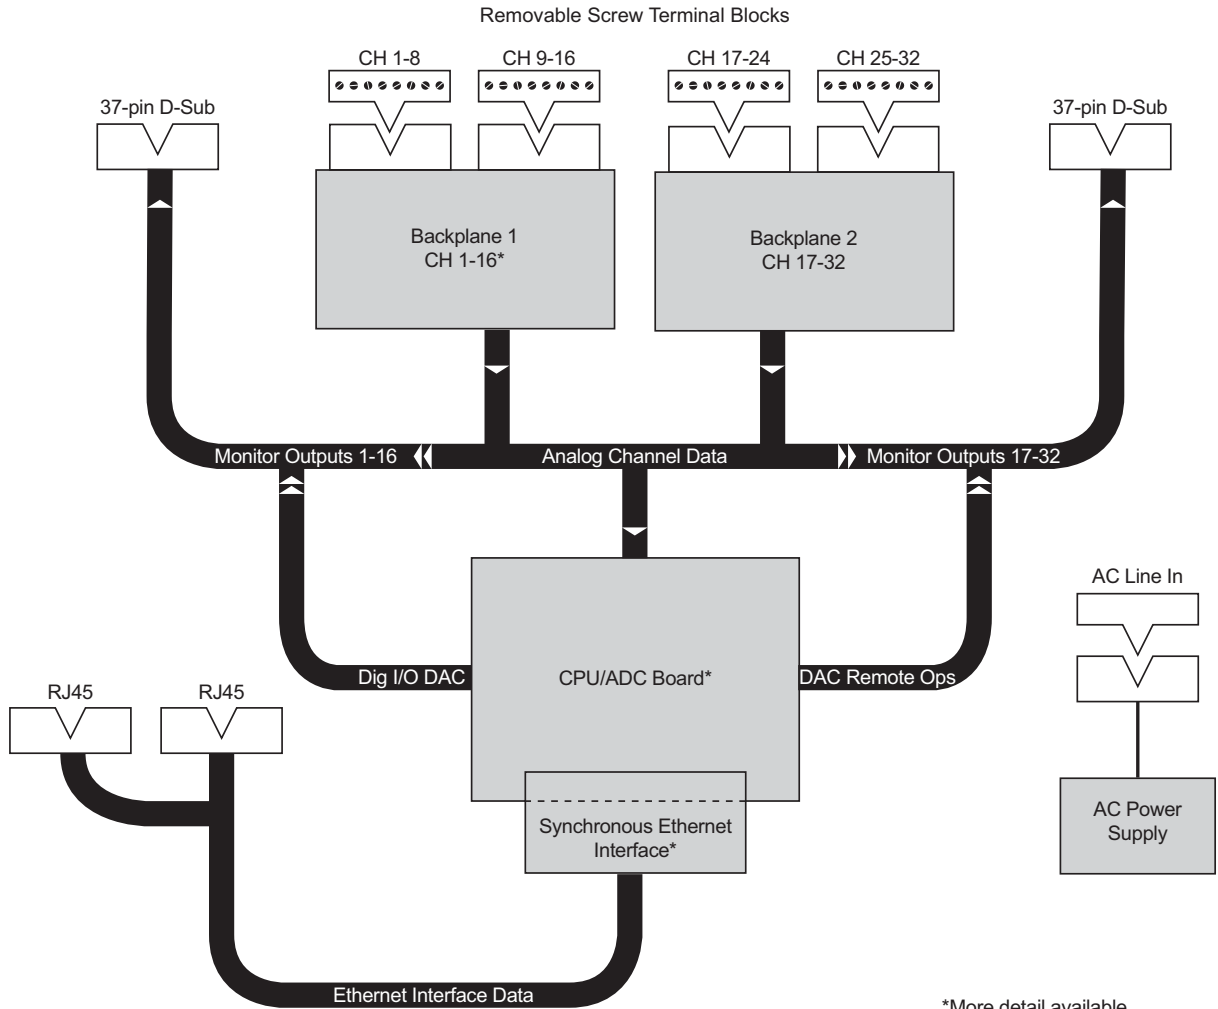 Removable Screw Terminal Blocks
CH 1-8
CH 9-16
CH 17-24
CH 25-32
37-pin D-Sub
37-pin D-Sub
Backplane 1
CH 1-16*
Backplane 2
CH 17-32
Monitor Outputs 1-16
Analog Channel Data
Monitor Outputs 17-32
AC Line In
Dig I/O DAC
CPU/ADC Board*
DAC Remote Ops
RJ45
RJ45
AC Power
Supply
Synchronous Ethernet
Interface*
Ethernet Interface Data
*More detail available